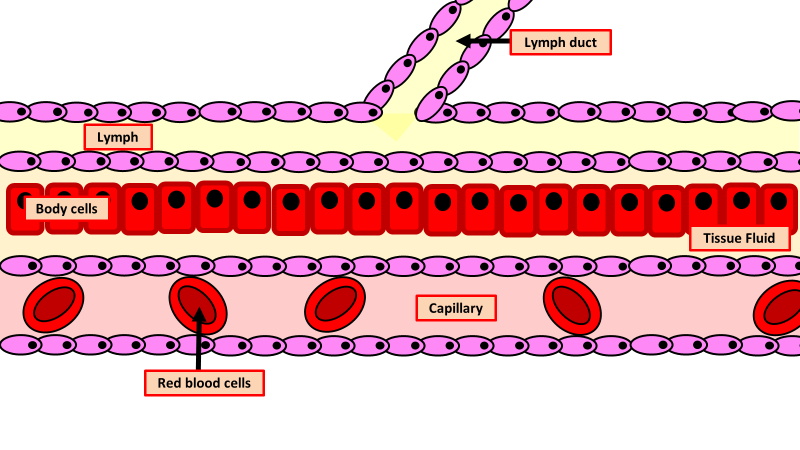 Lymph duct
Lymph
Body cells
Tissue Fluid
Capillary
Red blood cells